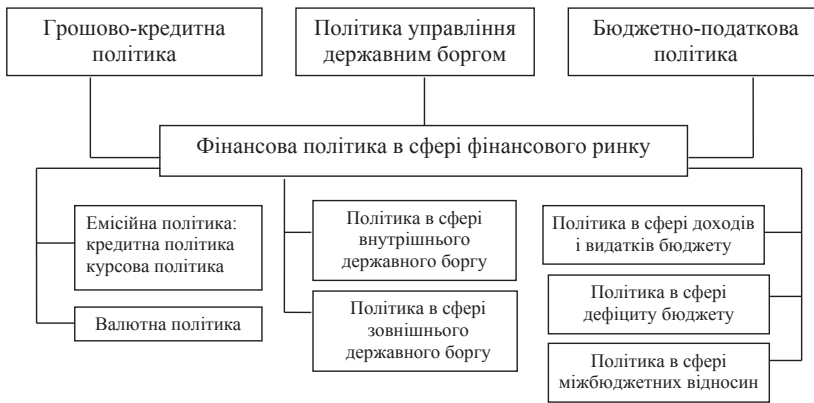 Грошово-кредитна
політика
Політика управління
державним боргом
Бюджетно-податкова
політика
Фінансова політика в сфері фінансового ринку
Емісійна політика:
кредитна політика
курсова політика
Валютна політика
Політика в сфері
внутрішнього
державного боргу
Політика в сфері
зовнішнього
державного боргу
Політика в сфері доходів
і видатків бюджету
Політика в сфері
дефіциту бюджету
Політика в сфері
міжбюджетних відносин